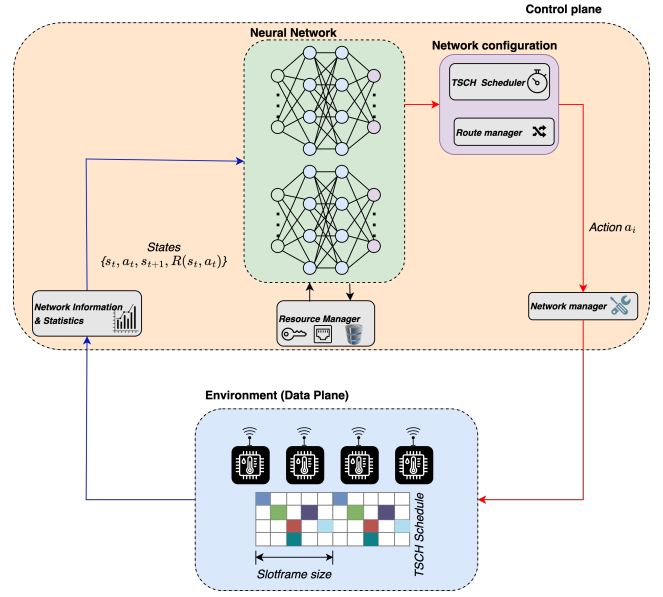 Control plane
Neural Network
Network configuration
TSCH Scheduler
Route manager
States
{s_t, a_t, s_{t+1}, R(s_t, a_t)}
Action a_i
Network Information
& Statistics
Resource Manager
Network manager
Environment (Data Plane)
TSCH Schedule
Slotframe size